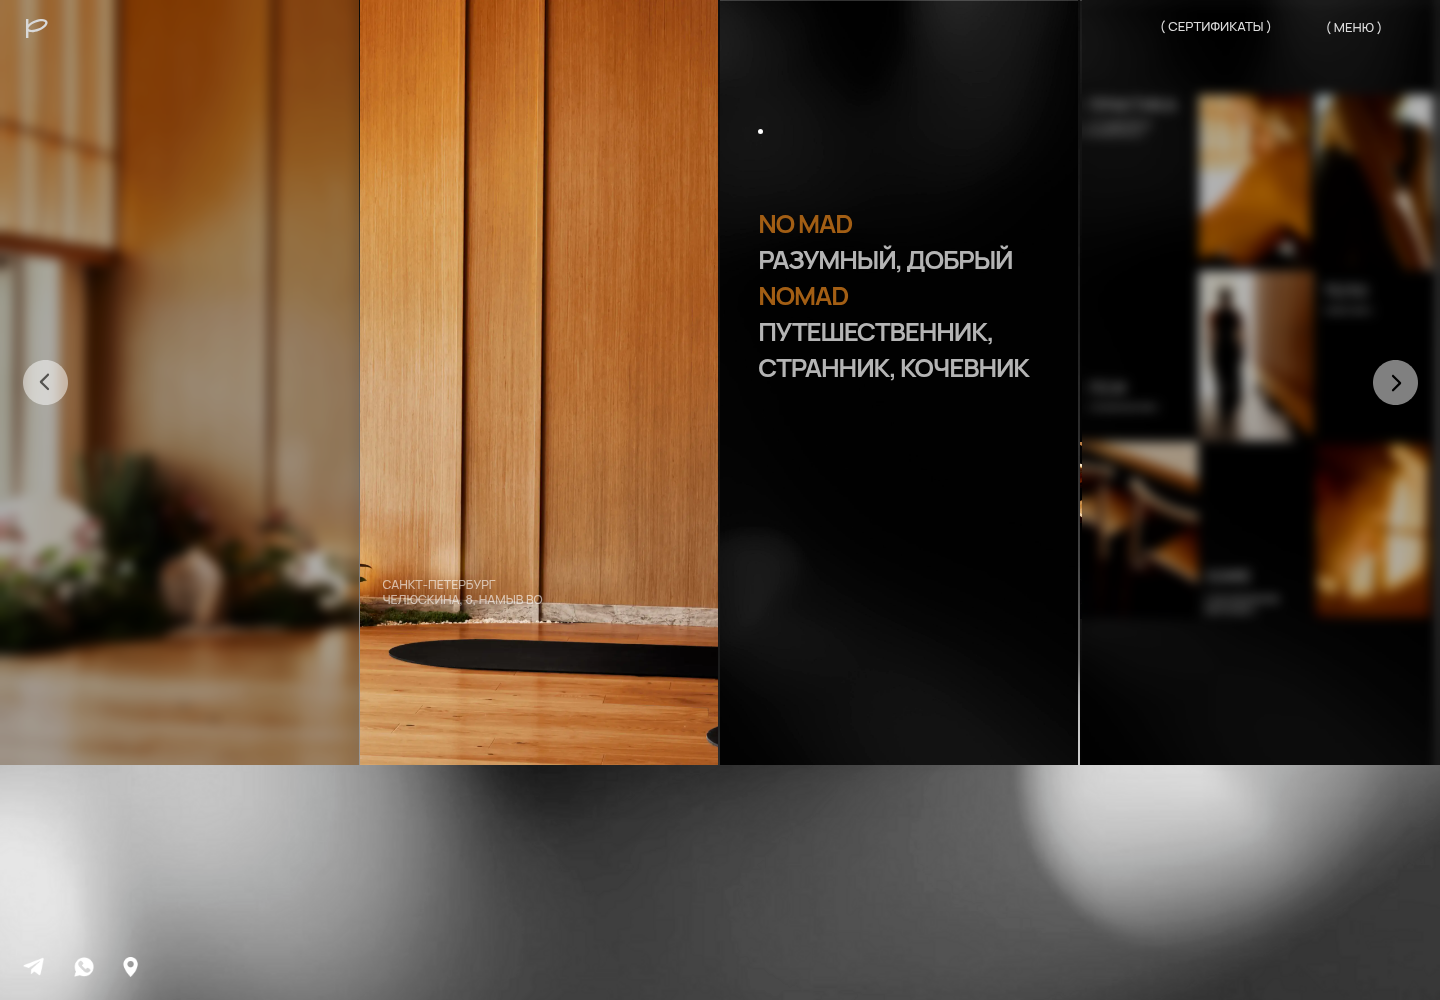 ( СЕРТИФИКАТЫ )
( МЕНЮ )
NO MAD
РАЗУМНЫЙ, ДОБРЫЙ
NOMAD
ПУТЕШЕСТВЕННИК,
СТРАННИК, КОЧЕВНИК
САНКТ-ПЕТЕРБУРГ
ЧЕЛЮСКИНА, 8, НАМЫВ ВО